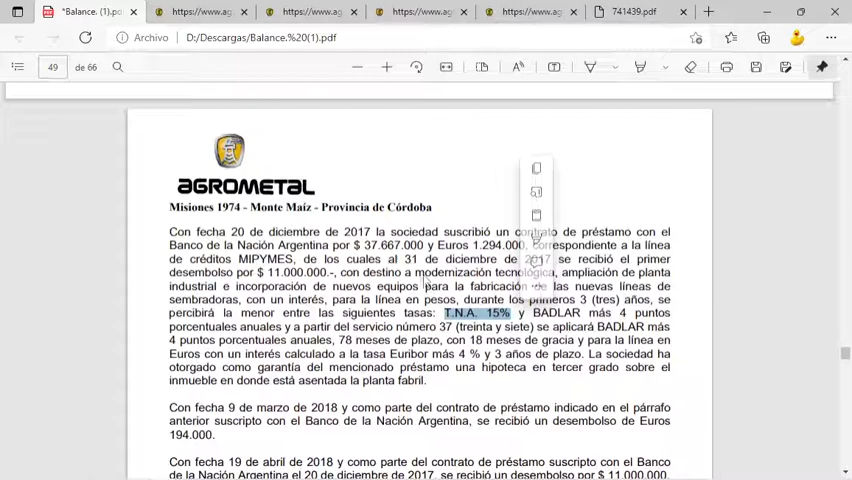 *Balance. (1).pdf
https://www.ag
https://www.ag
https://www.ag
https://www.ag
741439.pdf
Archivo D:/Descargas/Balance.%20(1).pdf
49 de 66
AGROMETAL
Misiones 1974 - Monte Maíz - Provincia de Córdoba
Con fecha 20 de diciembre de 2017 la sociedad suscribió un contrato de préstamo con el
Banco de la Nación Argentina por $ 37.667.000 y Euros 1.294.000, correspondiente a la línea
de créditos MIPYMES, de los cuales al 31 de diciembre de 2017 se recibió el primer
desembolso por $ 11.000.000.-, con destino a modernización tecnológica, ampliación de planta
industrial e incorporación de nuevos equipos para la fabricación de las nuevas líneas de
sembradoras, con un interés, para la línea en pesos, durante los primeros 3 (tres) años, se
percibirá la menor entre las siguientes tasas: T.N.A. 15% y BADLAR más 4 puntos
porcentuales anuales y a partir del servicio número 37 (treinta y siete) se aplicará BADLAR más
4 puntos porcentuales anuales, 78 meses de plazo, con 18 meses de gracia y para la línea en
Euros con un interés calculado a la tasa Euribor más 4 % y 3 años de plazo. La sociedad ha
otorgado como garantía del mencionado préstamo una hipoteca en tercer grado sobre el
inmueble en donde está asentada la planta fabril.
Con fecha 9 de marzo de 2018 y como parte del contrato de préstamo indicado en el párrafo
anterior suscripto con el Banco de la Nación Argentina, se recibió un desembolso de Euros
194.000.
Con fecha 19 de abril de 2018 y como parte del contrato de préstamo suscripto con el Banco
de la Nación Argentina el 20 de diciembre de 2017, se recibió un desembolso de $ 11.000.000,